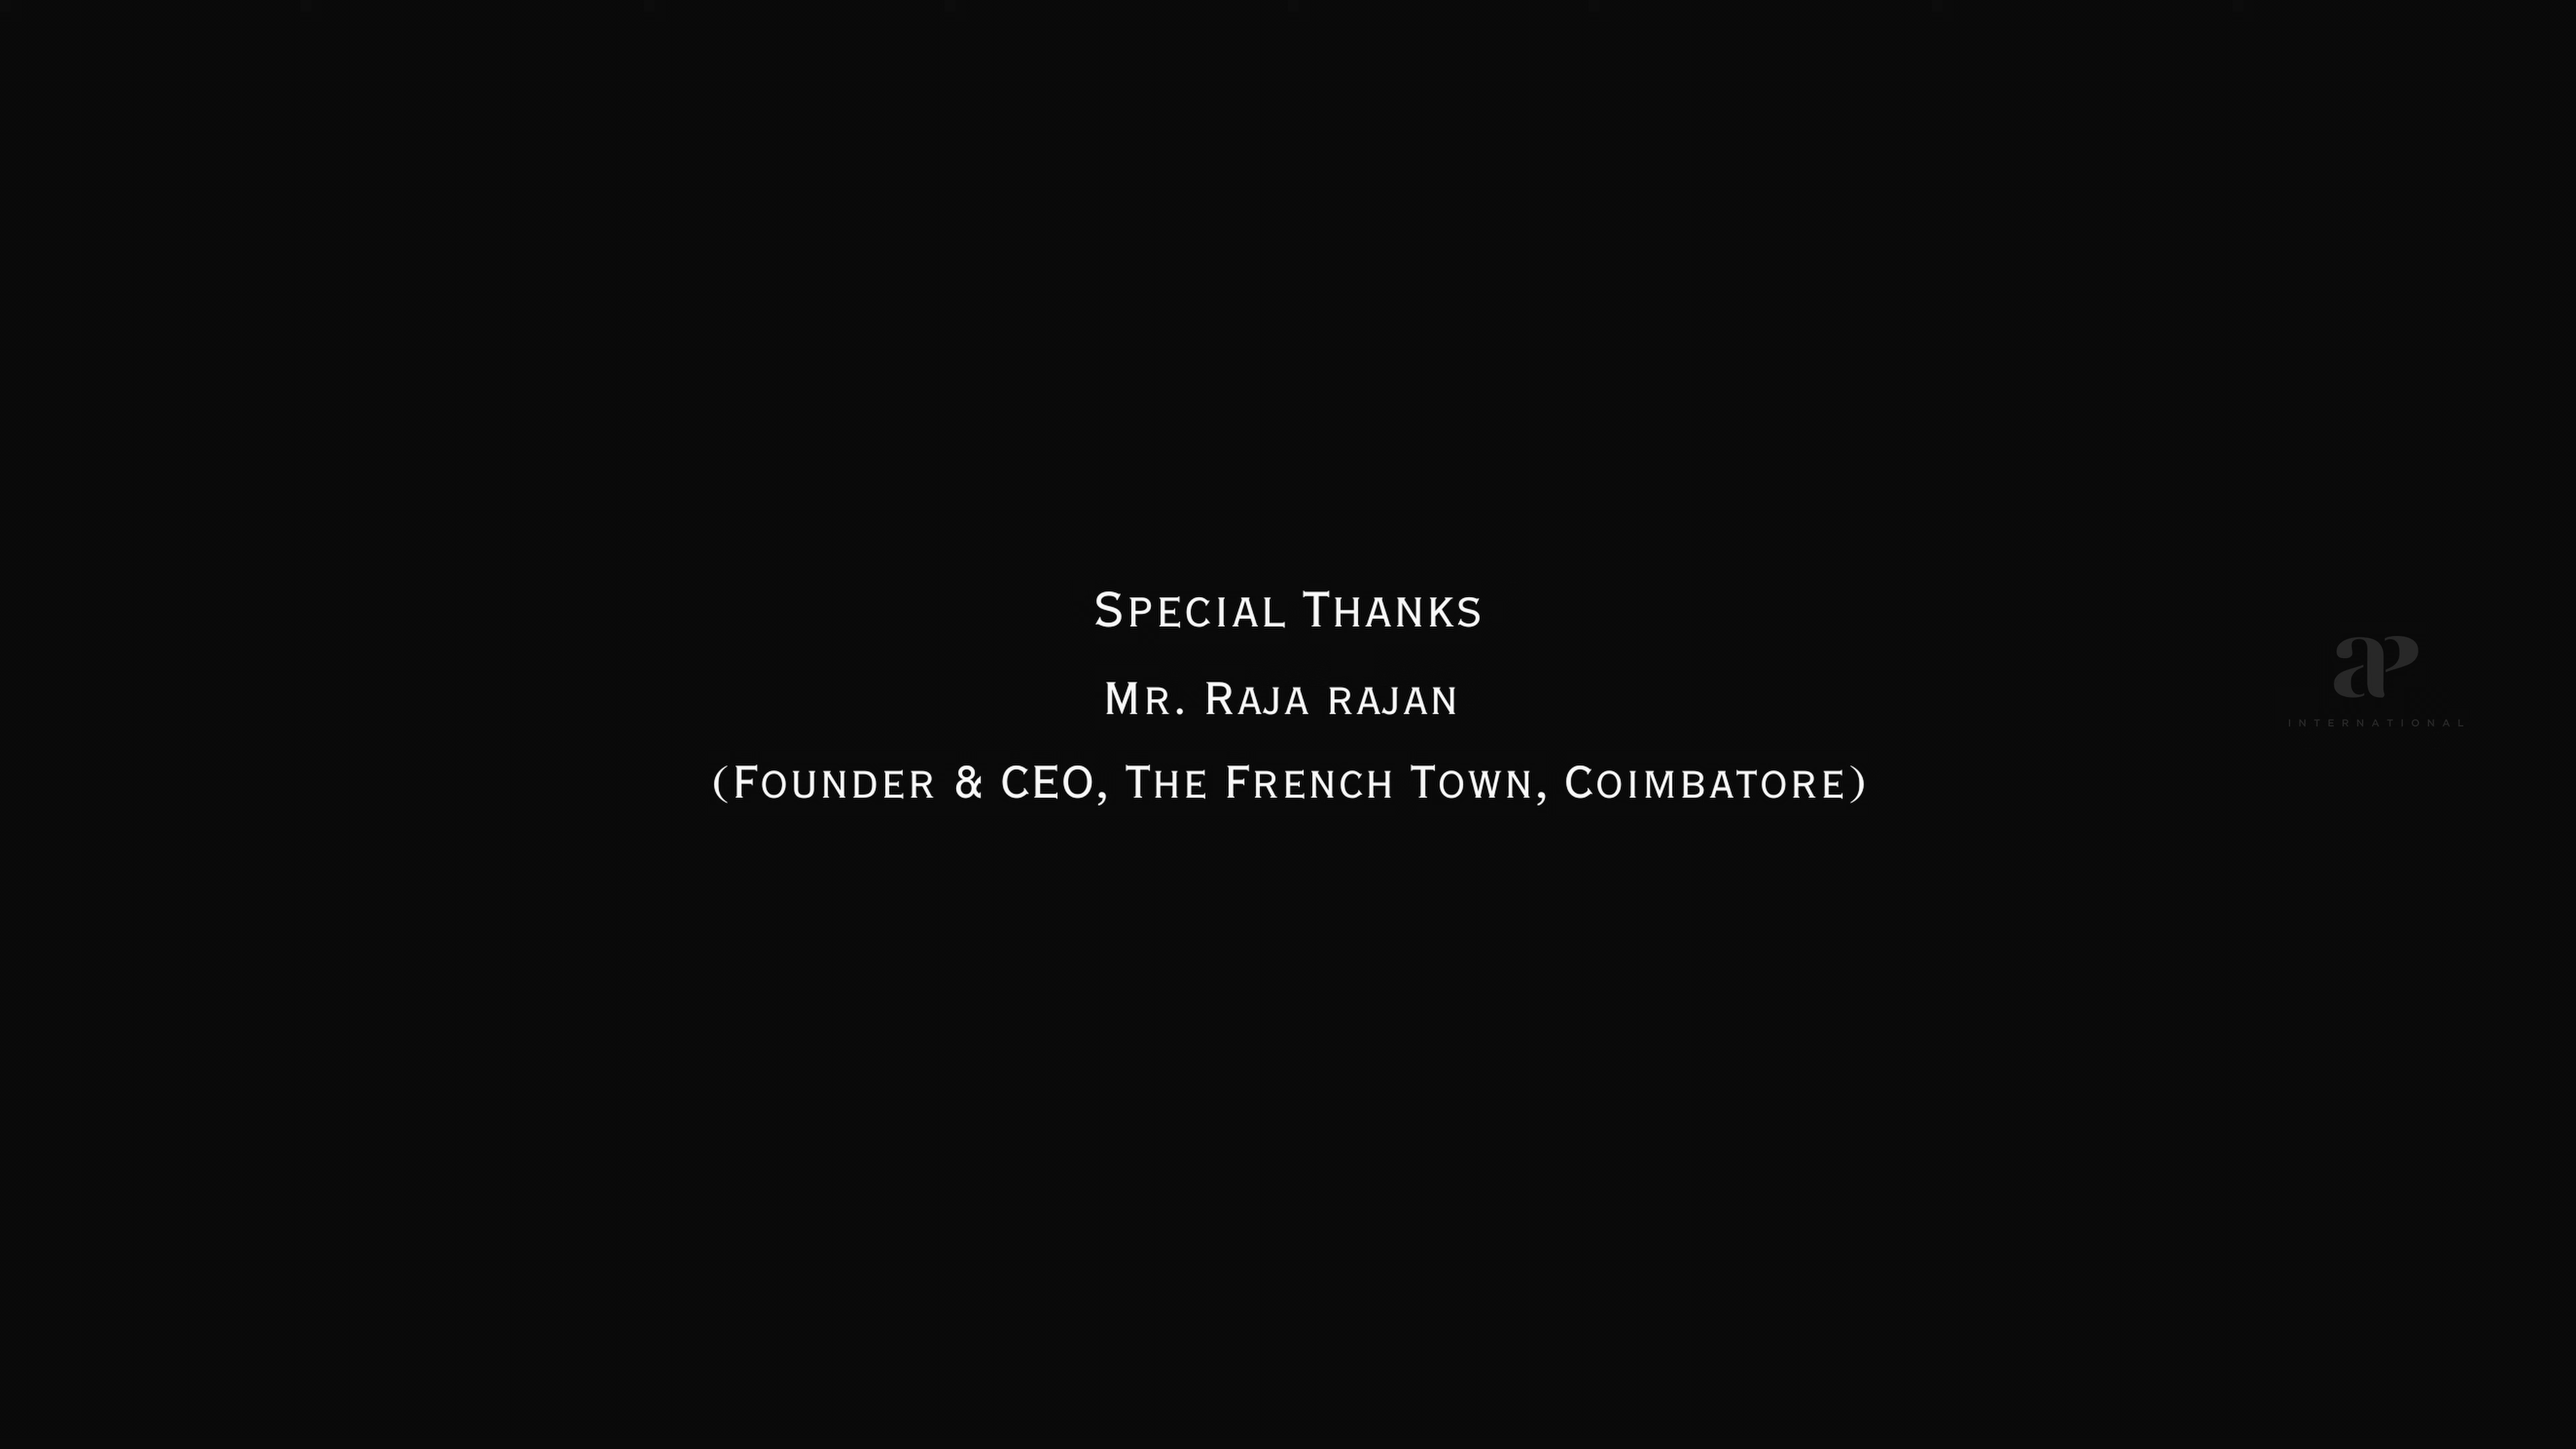 Special Thanks
Mr. Raja rajan
(Founder & CEO, The French Town, Coimbatore)
ap
INTERNATIONAL